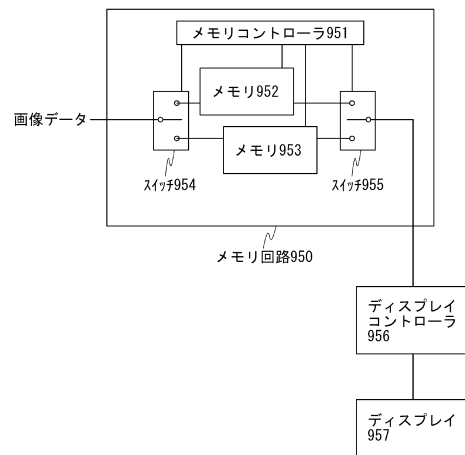 メモリコントローラ951
メモリ952
画像データ
メモリ953
スイッチ954
スイッチ955
メモリ回路950
ディスプレイ
コントローラ
956
ディスプレイ
957